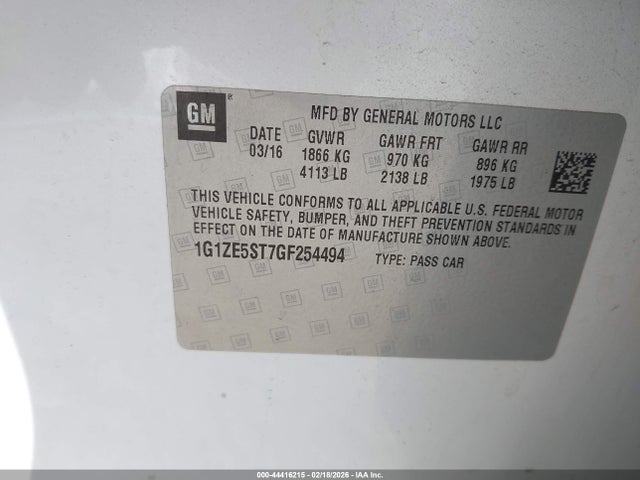 GM®
MFD BY GENERAL MOTORS LLC
DATE GVWR GAWR FRT GAWR RR
03/16 1866 KG 970 KG 896 KG
4113 LB 2138 LB 1975 LB
THIS VEHICLE CONFORMS TO ALL APPLICABLE U.S. FEDERAL MOTOR
VEHICLE SAFETY, BUMPER, AND THEFT PREVENTION STANDARDS IN
EFFECT ON THE DATE OF MANUFACTURE SHOWN ABOVE.
1G1ZE5ST7GF254494 TYPE: PASS CAR
000-44416215 - 02/18/2026 - IAA Inc.